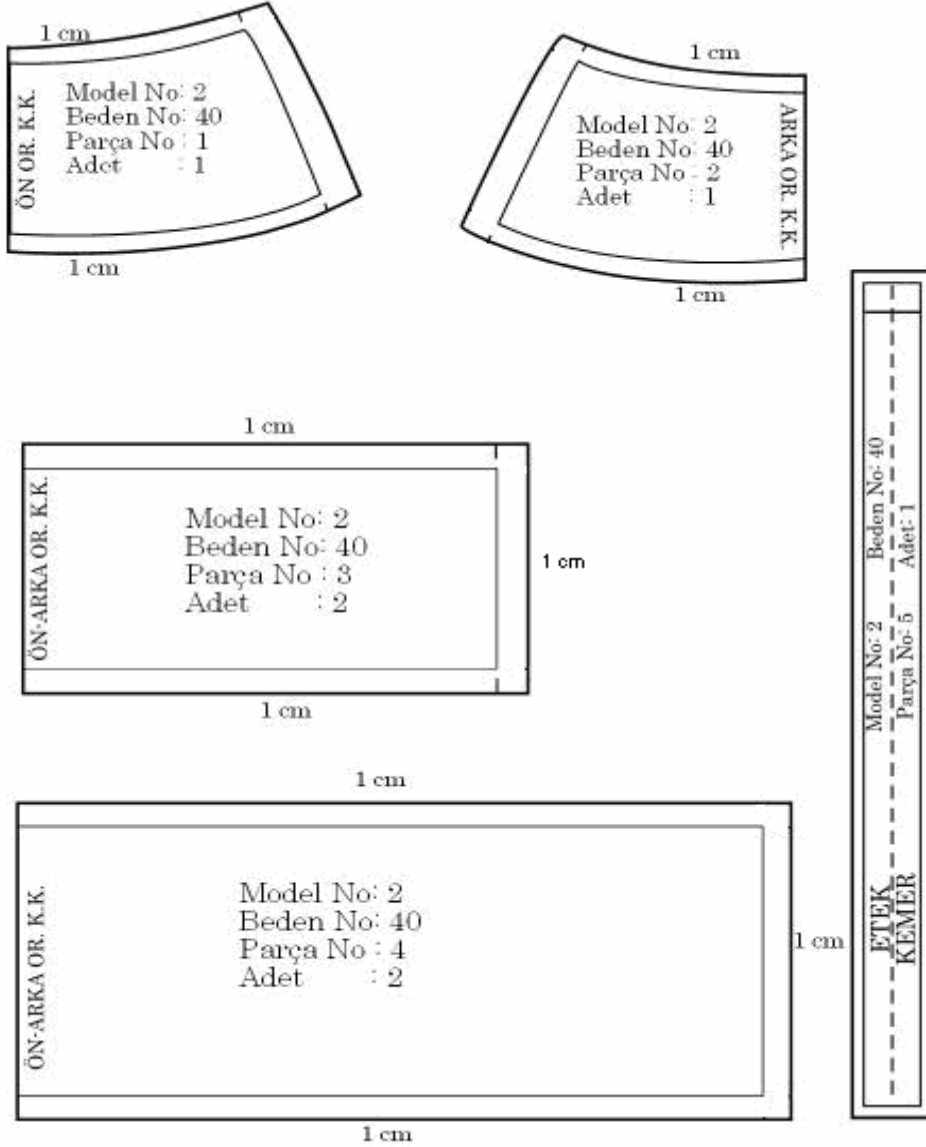 1 cm
ÖN OR. K.K.
Model No: 2
Beden No: 40
Parça No : 1
Adet : 1
1 cm
1 cm
Model No: 2
Beden No: 40
Parça No : 2
Adet : 1
ARKA OR. K.K.
1 cm
1 cm
ÖN-ARKA OR. K.K.
Model No: 2
Beden No: 40
Parça No : 3
Adet : 2
1 cm
1 cm
1 cm
ÖN-ARKA OR. K.K.
Model No: 2
Beden No: 40
Parça No : 4
Adet : 2
1 cm
1 cm
ETEK Model No: 2 Beden No: 40
KEMER Parça No: 5 Adet: 1